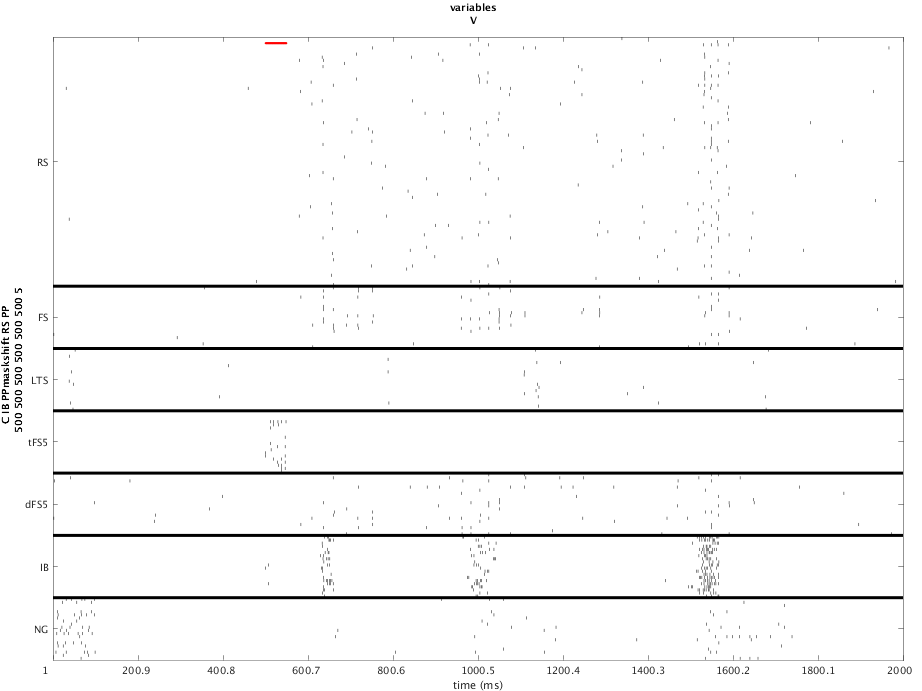 variables
V
C IB PPmaskshift RS PP
500 500 500 500 500 500 5
RS
FS
LTS
tFS5
dFS5
IB
NG
1 200.9 400.8 600.7 800.6 1000.5 1200.4 1400.3 1600.2 1800.1 2000
time (ms)